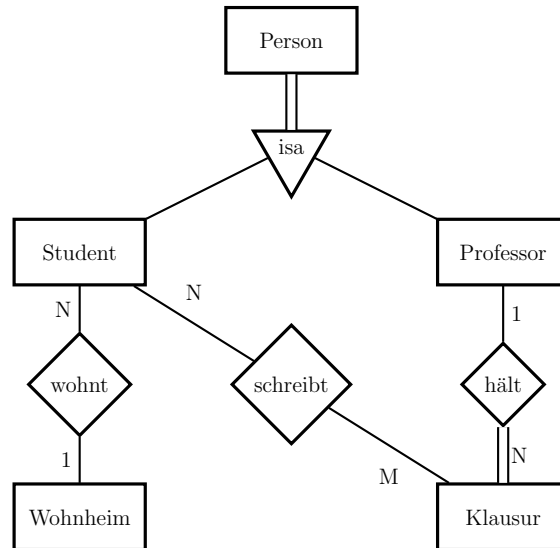 Person
isa
Student
Professor
N
N
1
wohnt
schreibt
hält
1
M
N
Wohnheim
Klausur